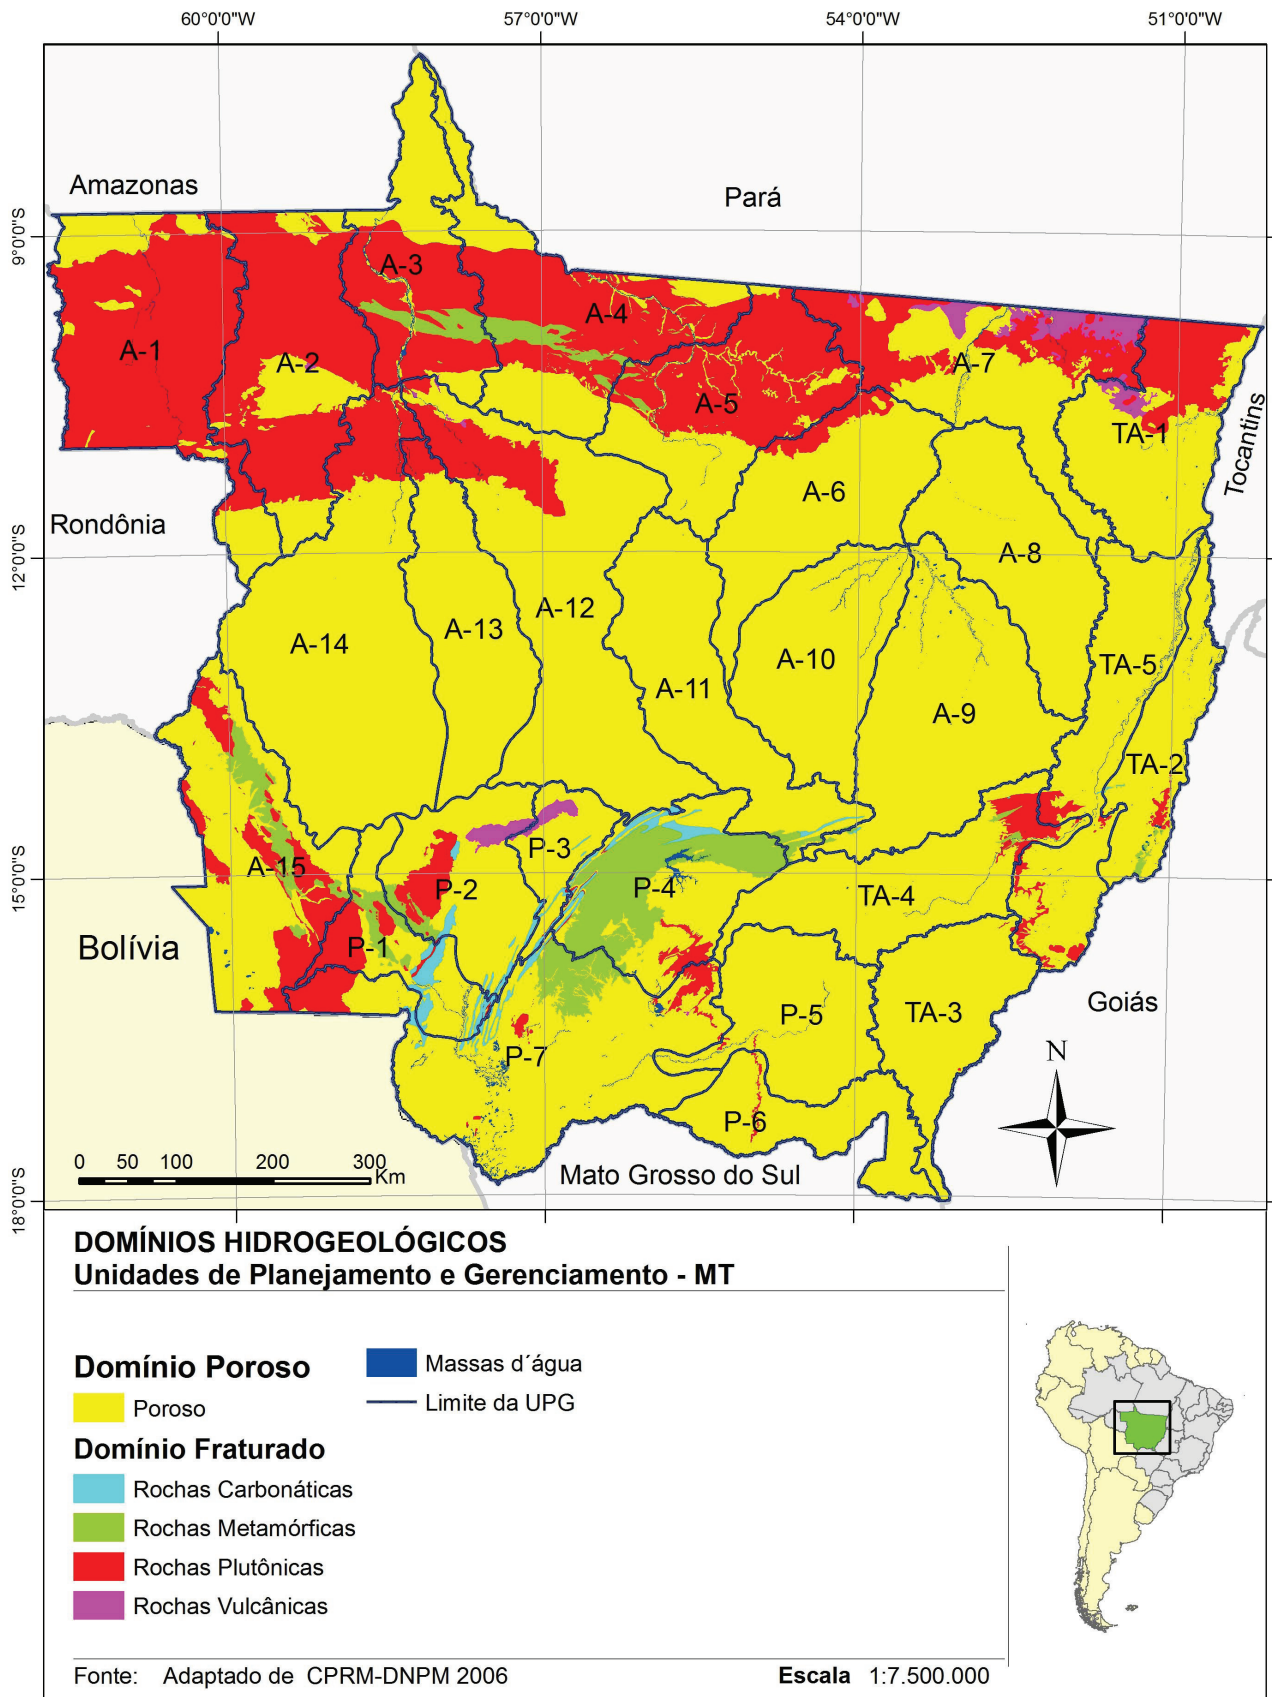 60°0'0"W
57°0'0"W
54°0'0"W
51°0'0"W
Amazonas
Pará
9°0'0"S
A-3
A-4
A-1
A-2
A-7
A-5
TA-1
Tocantins
A-6
Rondônia
12°0'0"S
A-8
A-12
A-13
A-14
A-10
TA-5
A-11
A-9
TA-2
P-3
15°0'0"S
A-15
P-2
P-4
TA-4
Bolívia
P-1
Goiás
P-5
TA-3
P-7
N
P-6
0 50 100 200 300
Km
Mato Grosso do Sul
18°0'0"S
DOMÍNIOS HIDROGEOLÓGICOS
Unidades de Planejamento e Gerenciamento - MT
Domínio Poroso
Massas d´água
Poroso
Limite da UPG
Domínio Fraturado
Rochas Carbonáticas
Rochas Metamórficas
Rochas Plutônicas
Rochas Vulcânicas
Fonte: Adaptado de CPRM-DNPM 2006
Escala 1:7.500.000